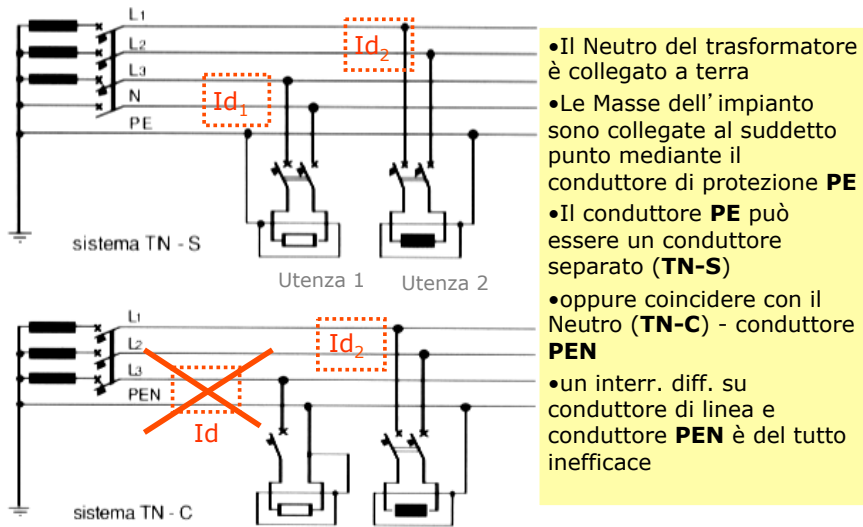 L1
L2
L3
N
PE
Id1
Id2
sistema TN - S
Utenza 1
Utenza 2
L1
L2
L3
PEN
Id
Id2
sistema TN - C
•Il Neutro del trasformatore
è collegato a terra
•Le Masse dell'impianto
sono collegate al suddetto
punto mediante il
conduttore di protezione PE
•Il conduttore PE può
essere un conduttore
separato (TN-S)
•oppure coincidere con il
Neutro (TN-C) - conduttore
PEN
•un interr. diff. su
conduttore di linea e
conduttore PEN è del tutto
inefficace